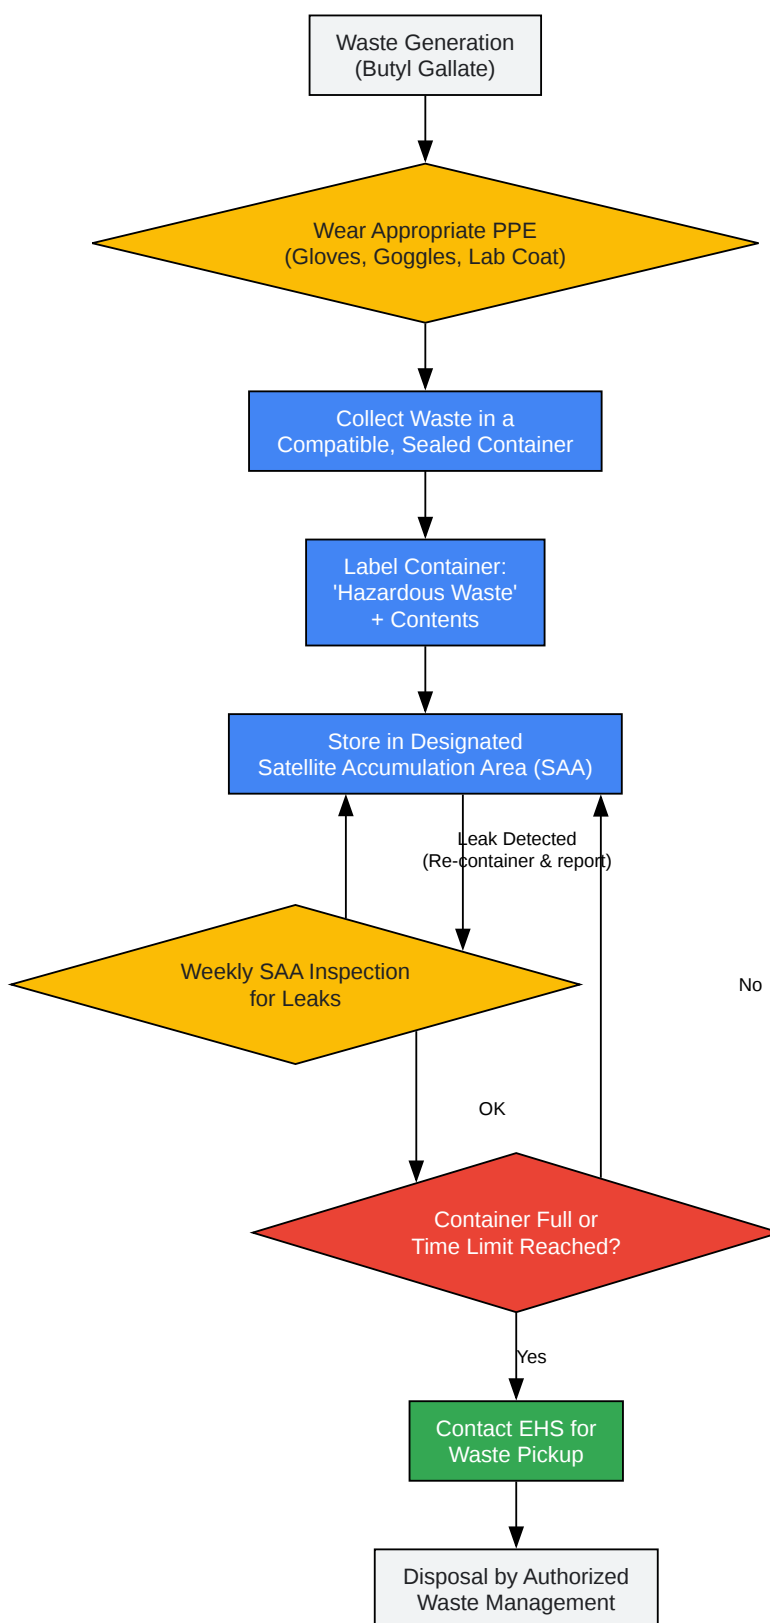 Waste Generation
(Butyl Gallate)
Wear Appropriate PPE
(Gloves, Goggles, Lab Coat)
Collect Waste in a
Compatible, Sealed Container
Label Container:
'Hazardous Waste'
+ Contents
Store in Designated
Satellite Accumulation Area (SAA)
Leak Detected
(Re-container & report)
Weekly SAA Inspection
for Leaks
No
OK
Container Full or
Time Limit Reached?
Yes
Contact EHS for
Waste Pickup
Disposal by Authorized
Waste Management